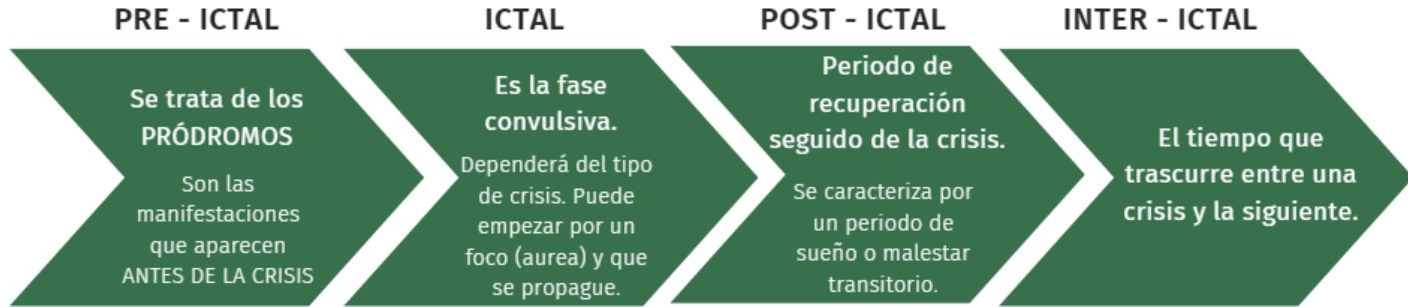 PRE - ICTAL
Se trata de los
PRÓDROMOS
Son las
manifestaciones
que aparecen
ANTES DE LA CRISIS
ICTAL
Es la fase
convulsiva.
Dependerá del tipo
de crisis. Puede
empezar por un
foco (aurea) y que
se propague.
POST - ICTAL
Periodo de
recuperación
seguido de la crisis.
Se caracteriza por
un periodo de
sueño o malestar
transitorio.
INTER - ICTAL
El tiempo que
trascurre entre una
crisis y la siguiente.